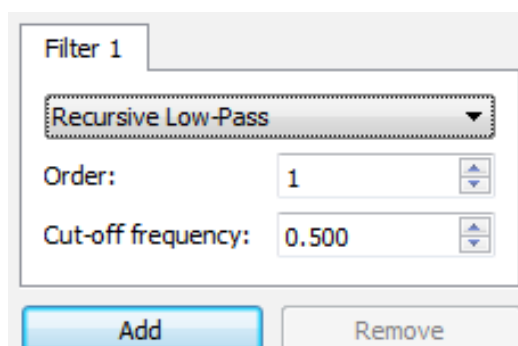 Filter 1
Recursive Low-Pass
Order: 1
Cut-off frequency: 0.500
Add Remove